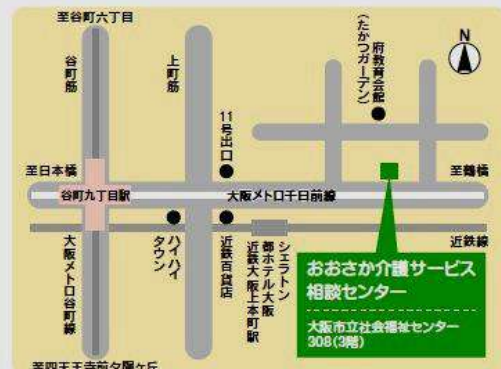 至谷町六丁目
谷町筋
上町筋
11号出口
府教育会館
(たかつガーデン)
N
至日本橋
谷町九丁目駅
大阪メトロ千日前線
至鶴橋
大阪メトロ谷町線
ハイハイ
タウン
近鉄百貨店
シェラトン
都ホテル大阪
近鉄大阪上本町駅
近鉄線
おおさか介護サービス
相談センター
大阪市立社会福祉センター
308(3階)
至四天王寺前夕陽ヶ丘